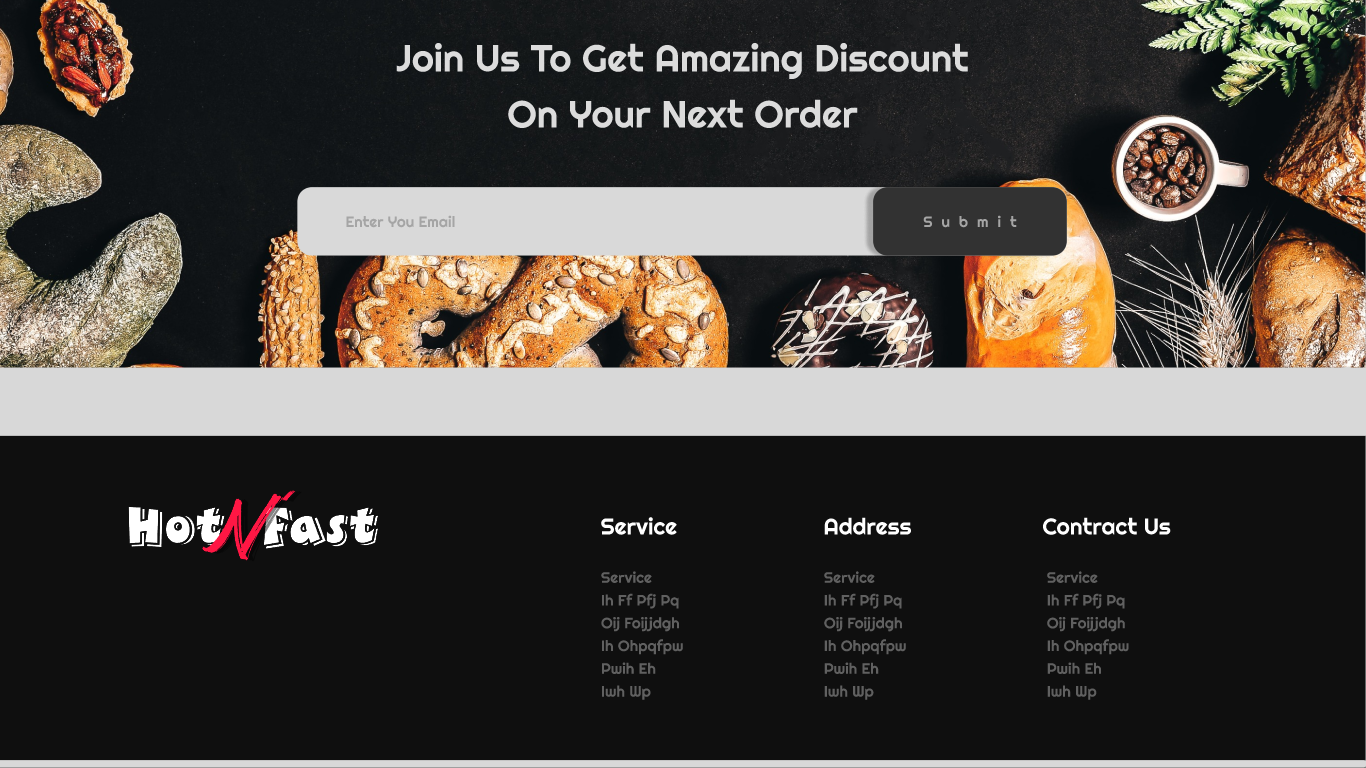 Join Us To Get Amazing Discount
On Your Next Order
Enter You Email
Submit
HotNFast
Service
Service
Ih Ff Pfj Pq
Oij Foijjdgh
Ih Ohpqfpw
Pwih Eh
Iwh Wp
Address
Service
Ih Ff Pfj Pq
Oij Foijjdgh
Ih Ohpqfpw
Pwih Eh
Iwh Wp
Contract Us
Service
Ih Ff Pfj Pq
Oij Foijjdgh
Ih Ohpqfpw
Pwih Eh
Iwh Wp